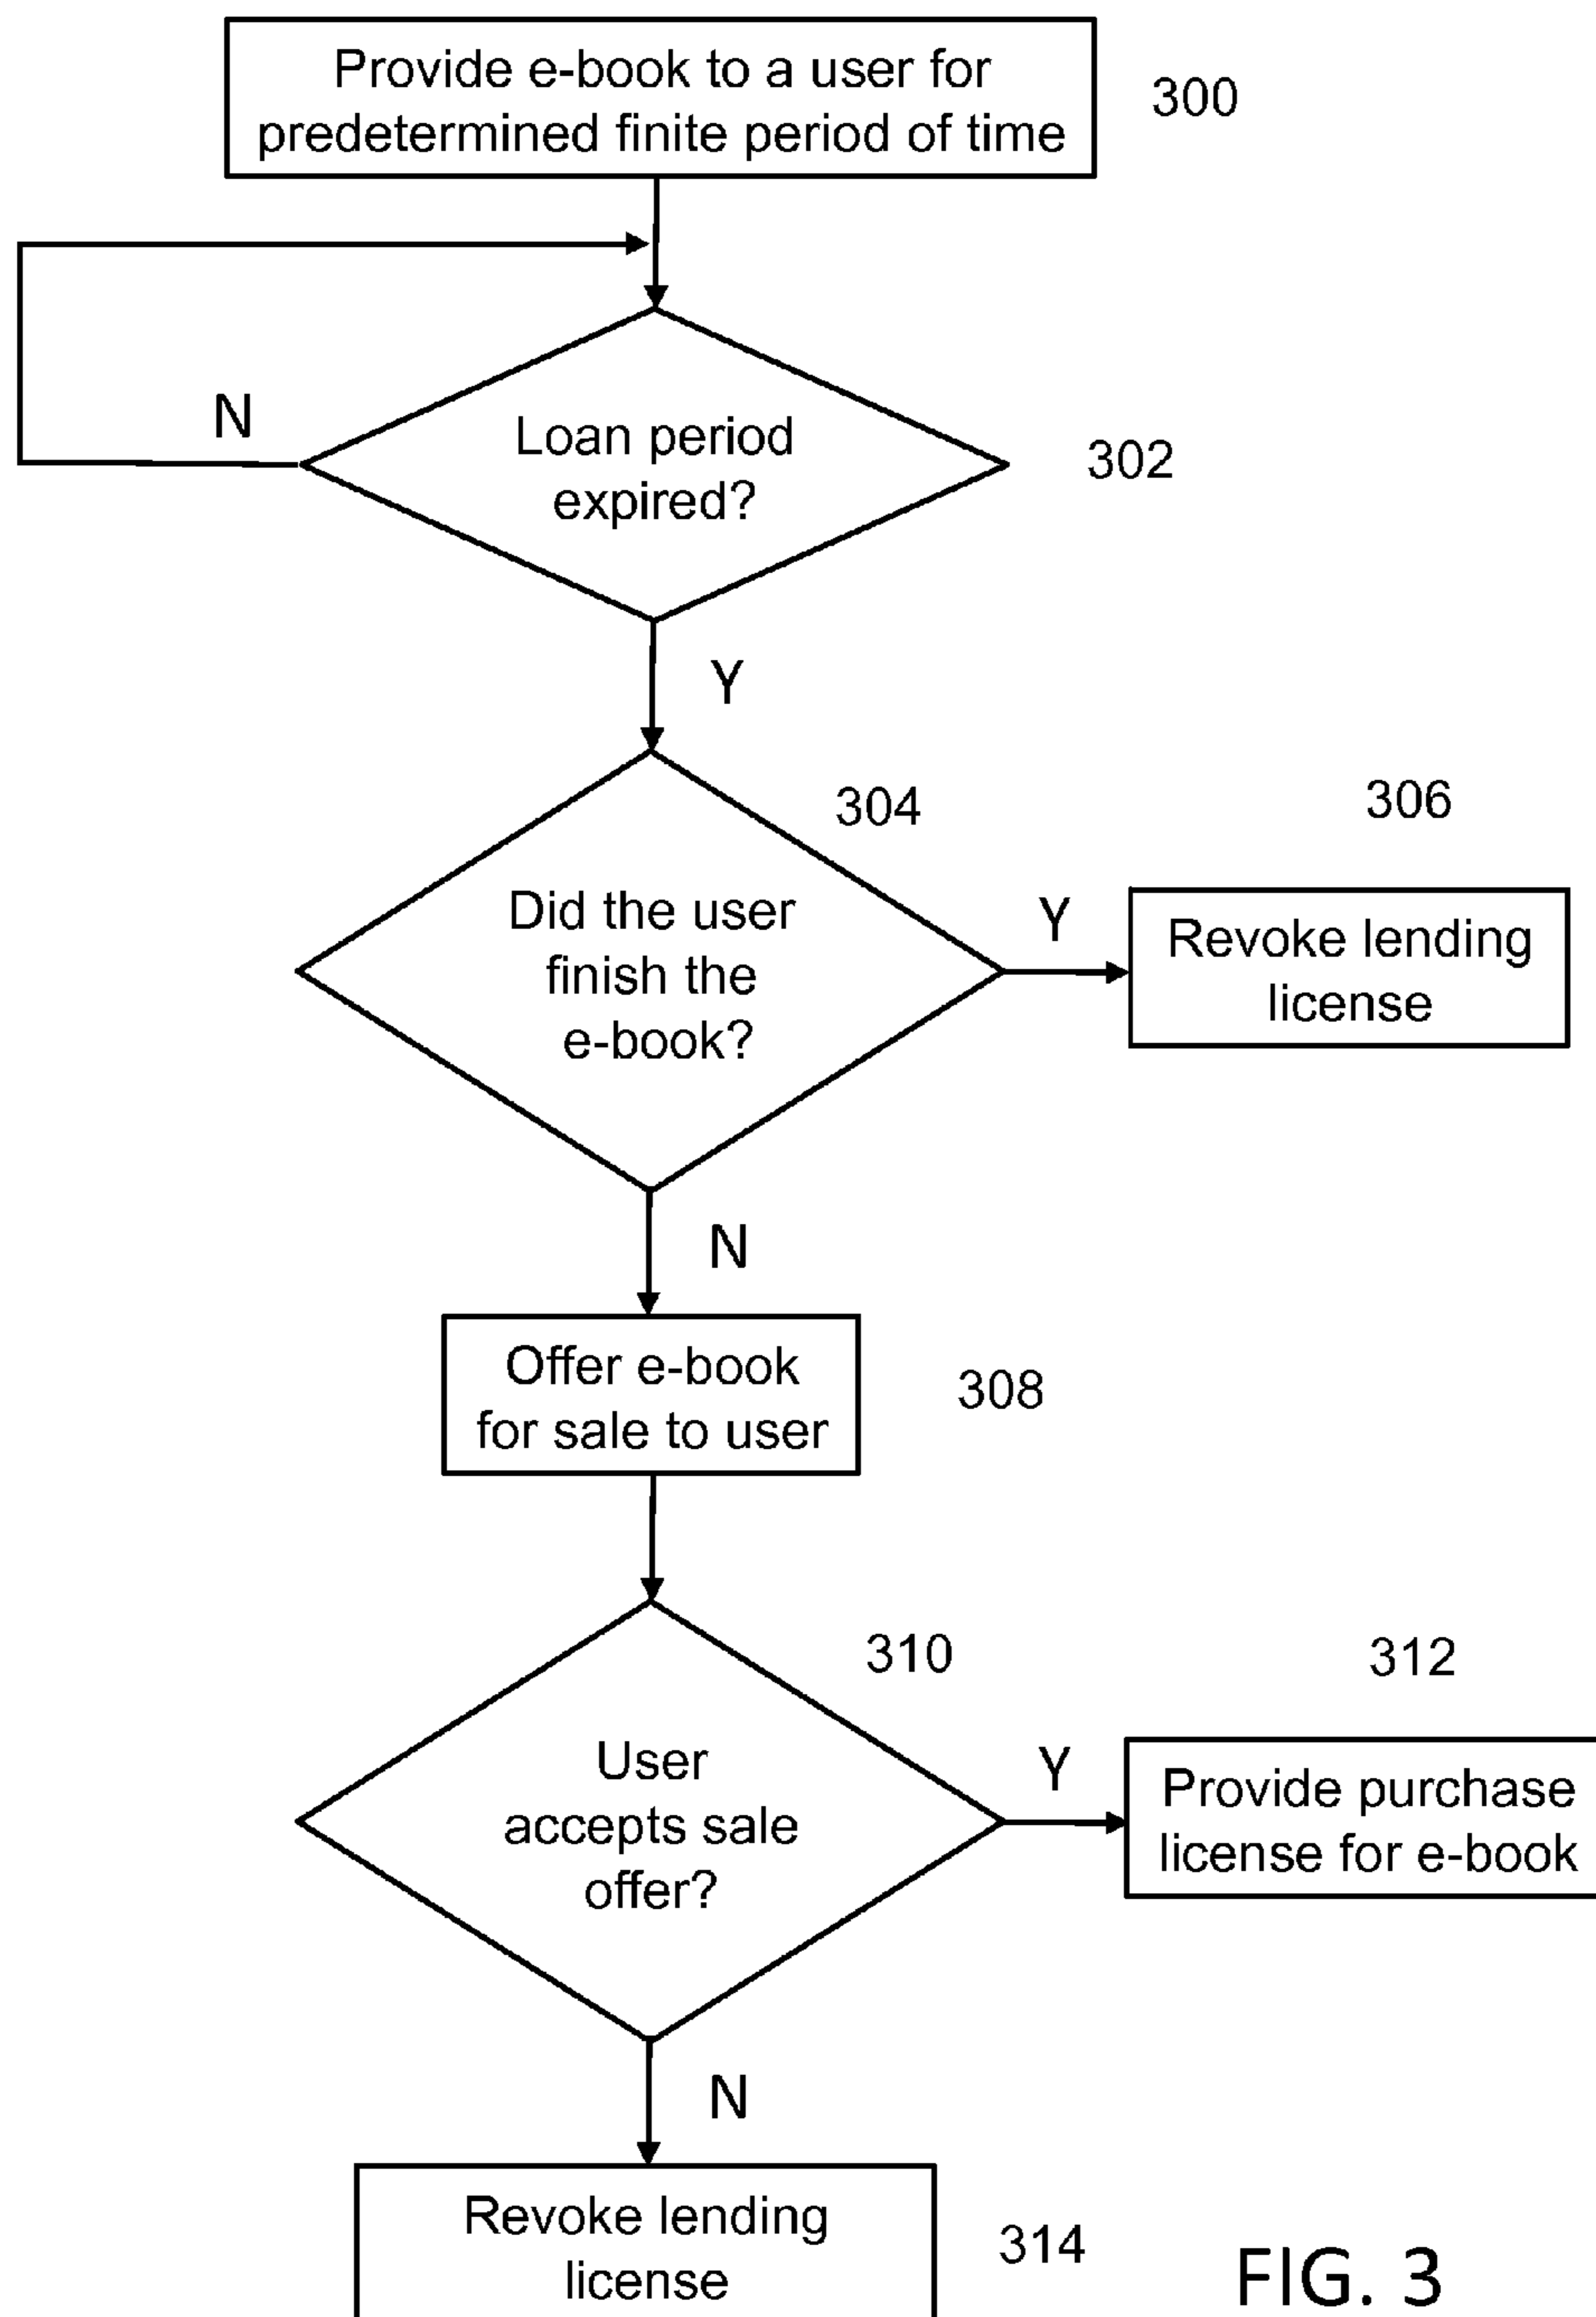 Provide e-book to a user for
predetermined finite period of time
300
N
Loan period
expired?
302
Y
304
306
Did the user
finish the
e-book?
Y
Revoke lending
license
N
Offer e-book
for sale to user
308
310
312
User
accepts sale
offer?
Y
Provide purchase
license for e-book
N
Revoke lending
license
314
FIG. 3